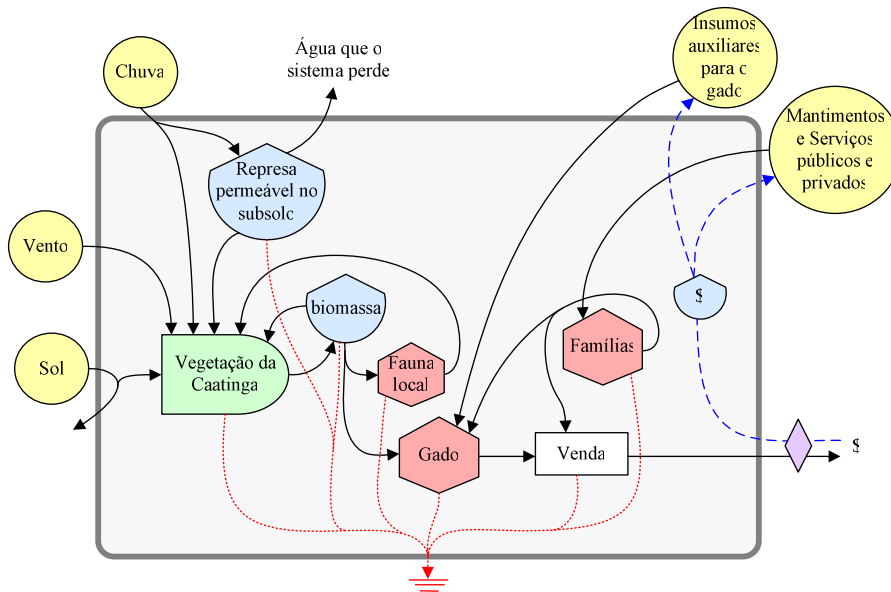 Chuva
Água que o
sistema perde
Insumos
auxiliares
para o
gado
Mantimentos
e Serviços
públicos e
privados
Represa
permeável no
subsolo
Vento
biomassa
$
Sol
Vegetação da
Caatinga
Fauna
local
Famílias
Gado
Venda
$